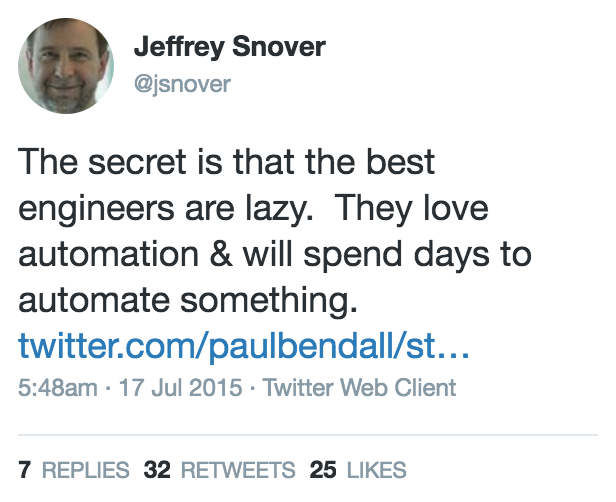 Jeffrey Snover
@jsnover
The secret is that the best
engineers are lazy.  They love
automation & will spend days to
automate something.
twitter.com/paulbendall/st…
5:48am · 17 Jul 2015 · Twitter Web Client
7 REPLIES 32 RETWEETS 25 LIKES